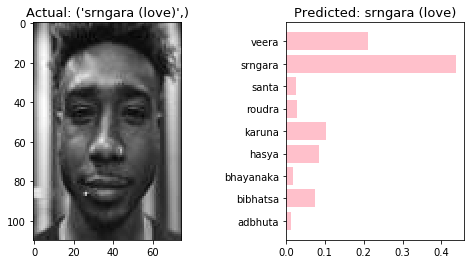 Actual: ('srngara (love)',)
0
20
40
60
80
100
0 20 40 60
Predicted: srngara (love)
veera
srngara
santa
roudra
karuna
hasya
bhayanaka
bibhatsa
adbhuta
0.0 0.1 0.2 0.3 0.4